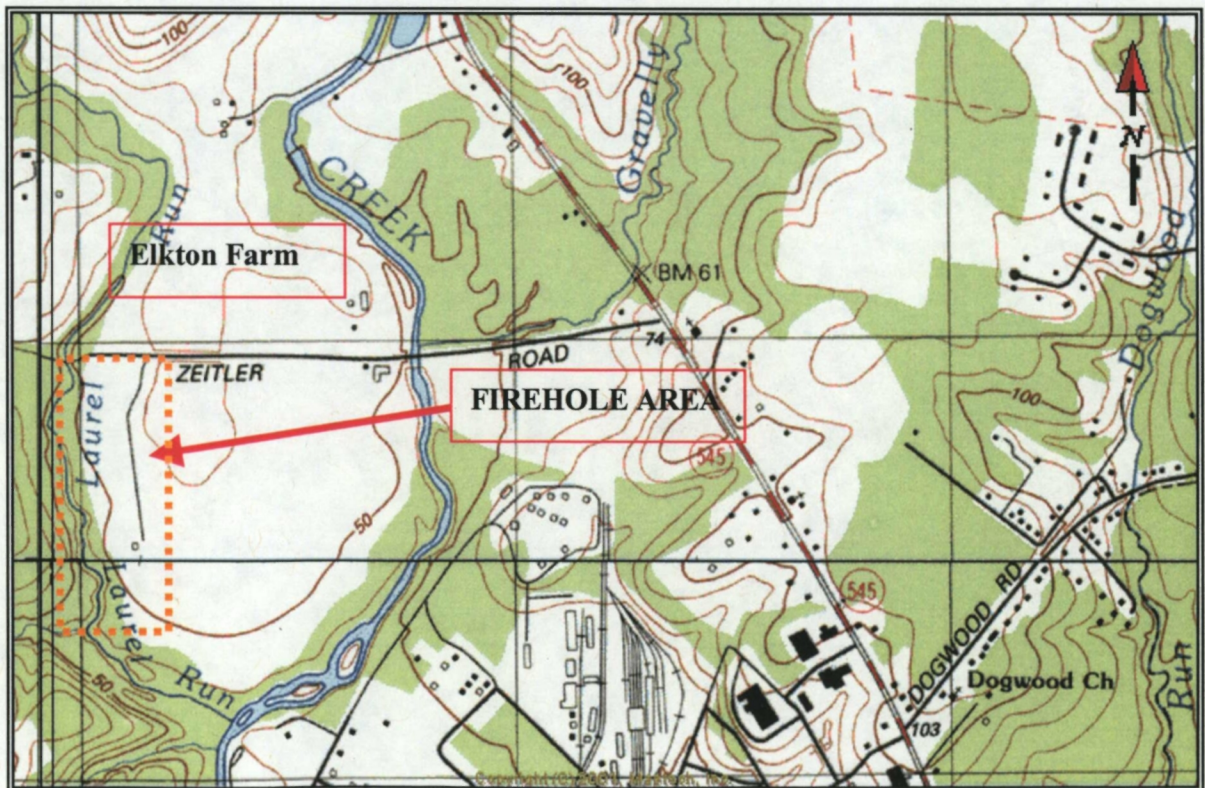 100
Gravelly
100
CREEK
N
Run
Elkton Farm
BM 61
Dogwood
74
ROAD
ZEITLER
FIREHOLE AREA
Laurel
100
545
50
545
Laurel
DOGWOOD RD
50
Run
Dogwood Ch
Run
103